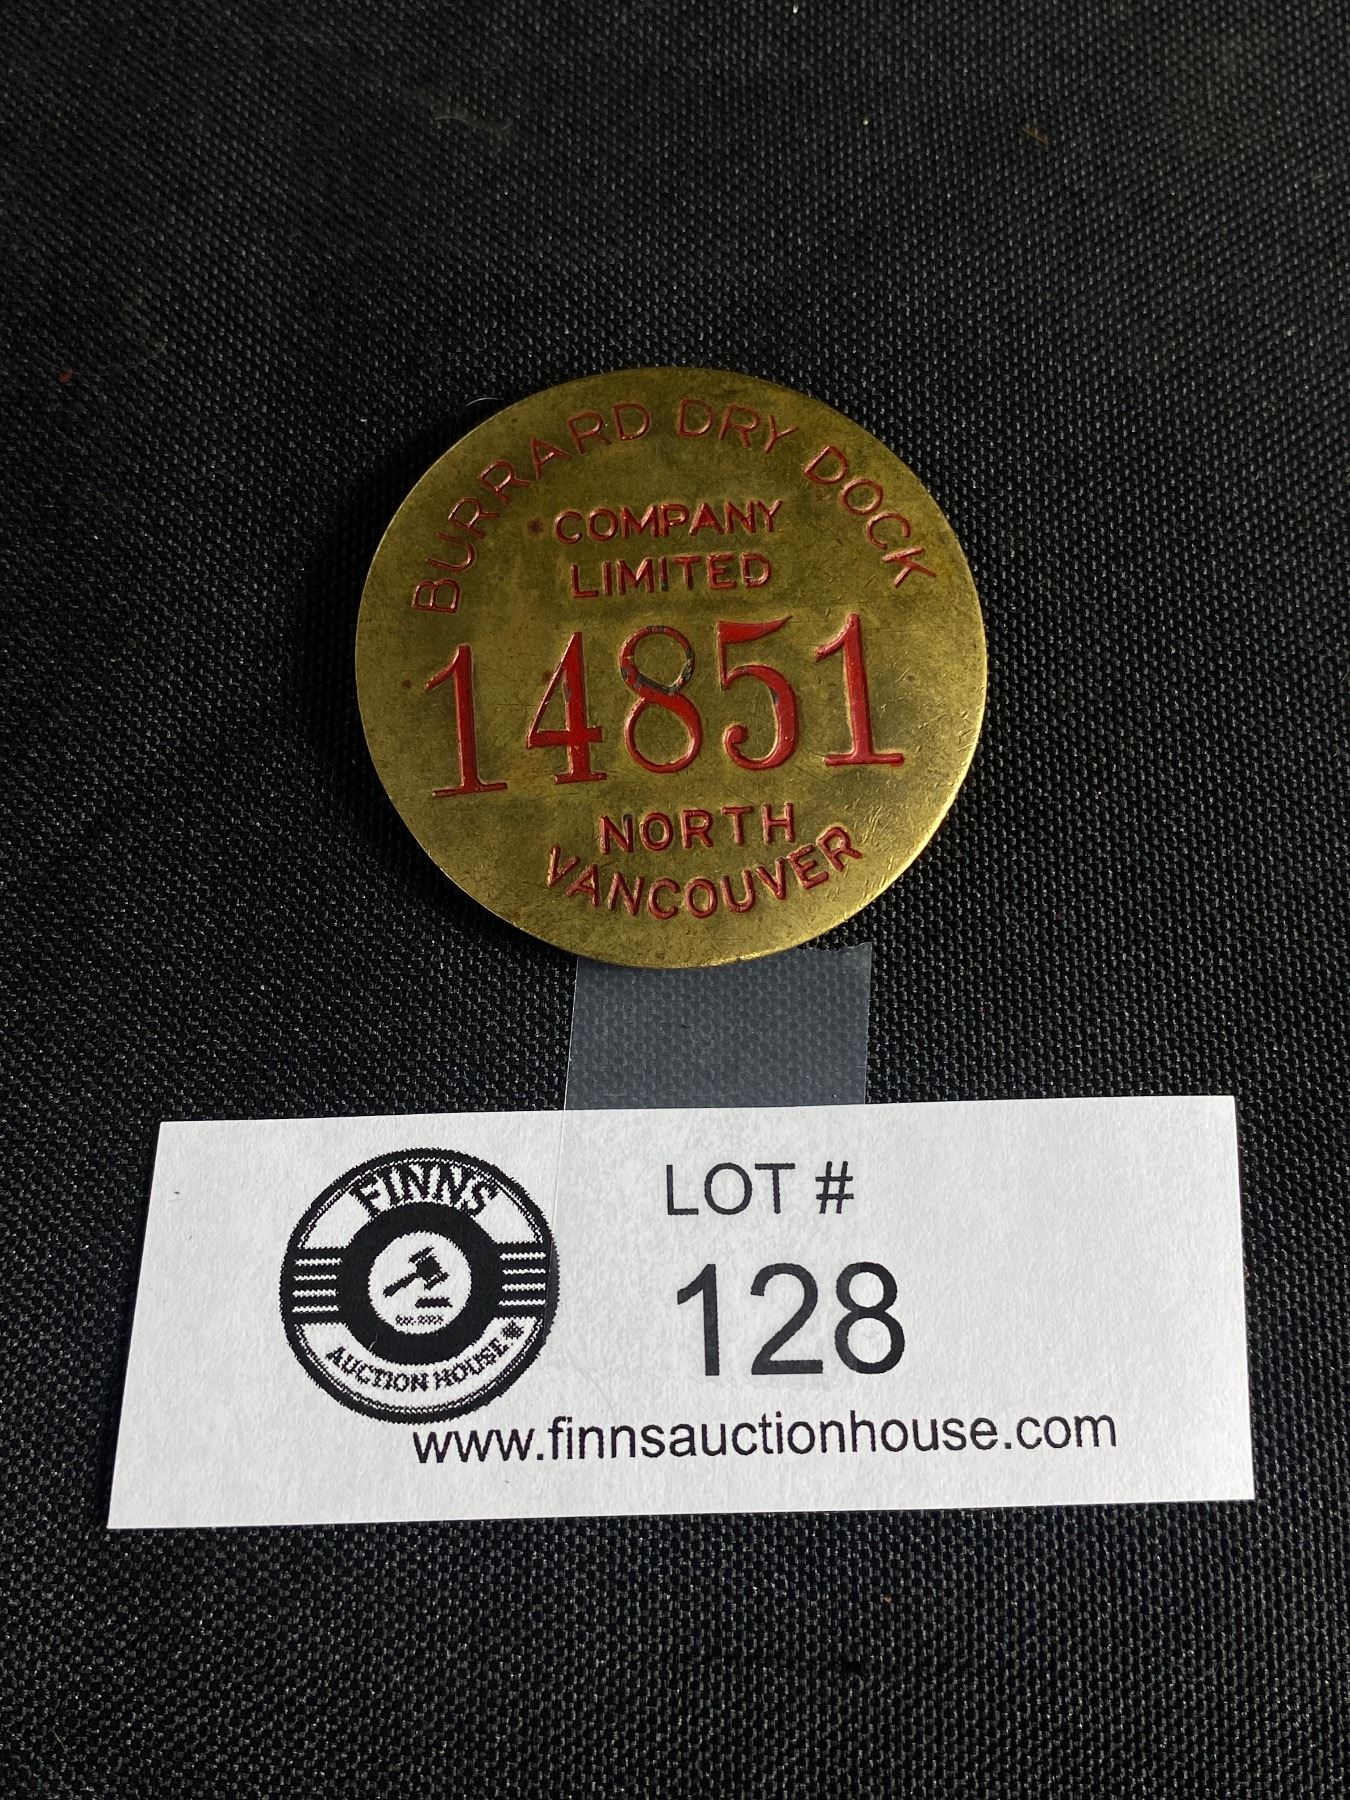 BURRARD DRY DOCK
COMPANY
LIMITED
14851
NORTH
VANCOUVER
FINNS
AUCTION HOUSE
LOT #
128
www.finnsauctionhouse.com